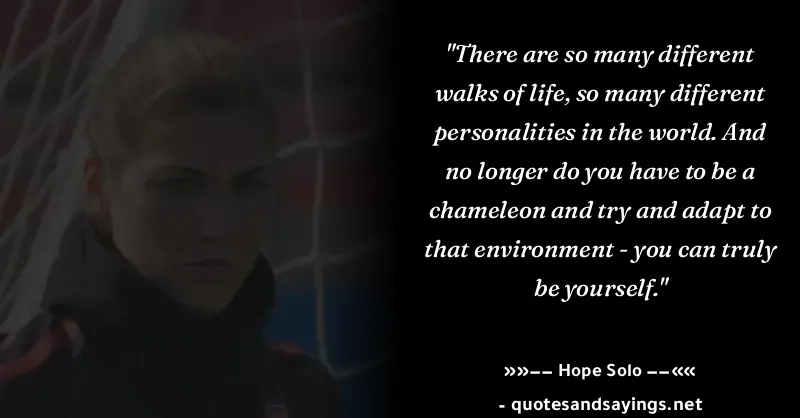 "There are so many different
walks of life, so many different
personalities in the world. And
no longer do you have to be a
chameleon and try and adapt to
that environment - you can truly
be yourself."
»»−− Hope Solo −−««
- quotesandsayings.net